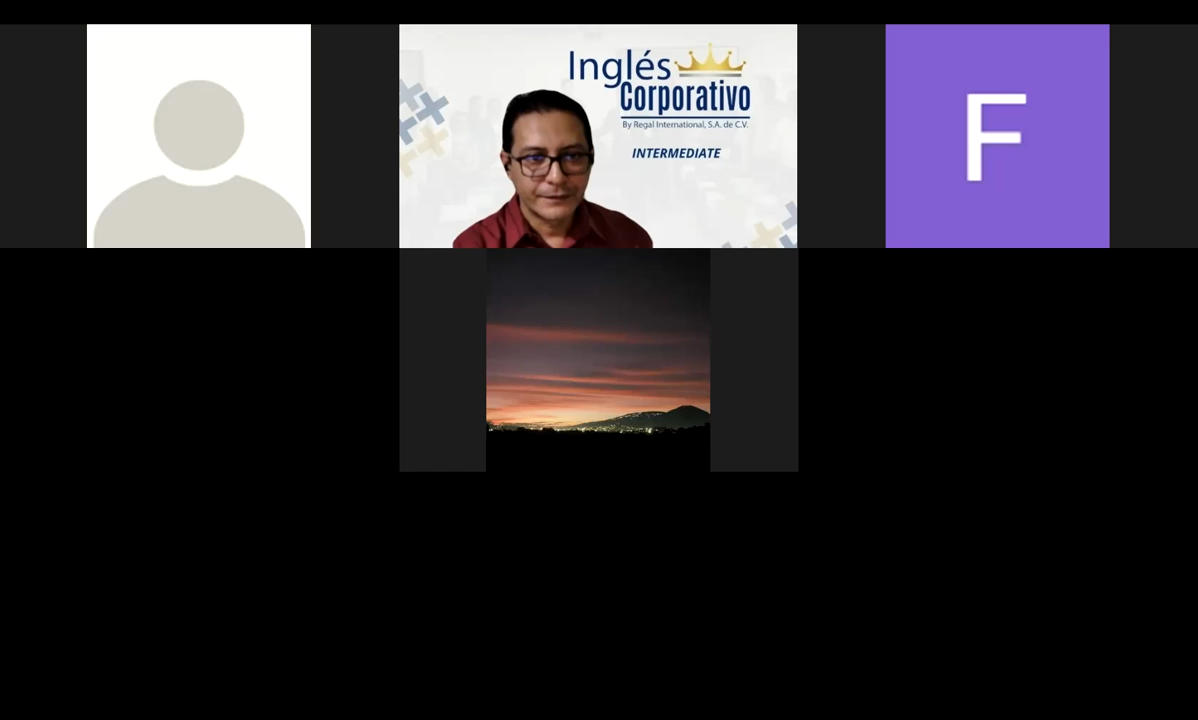 Inglés
Corporativo
By Regal International, S.A. de C.V.
INTERMEDIATE
F